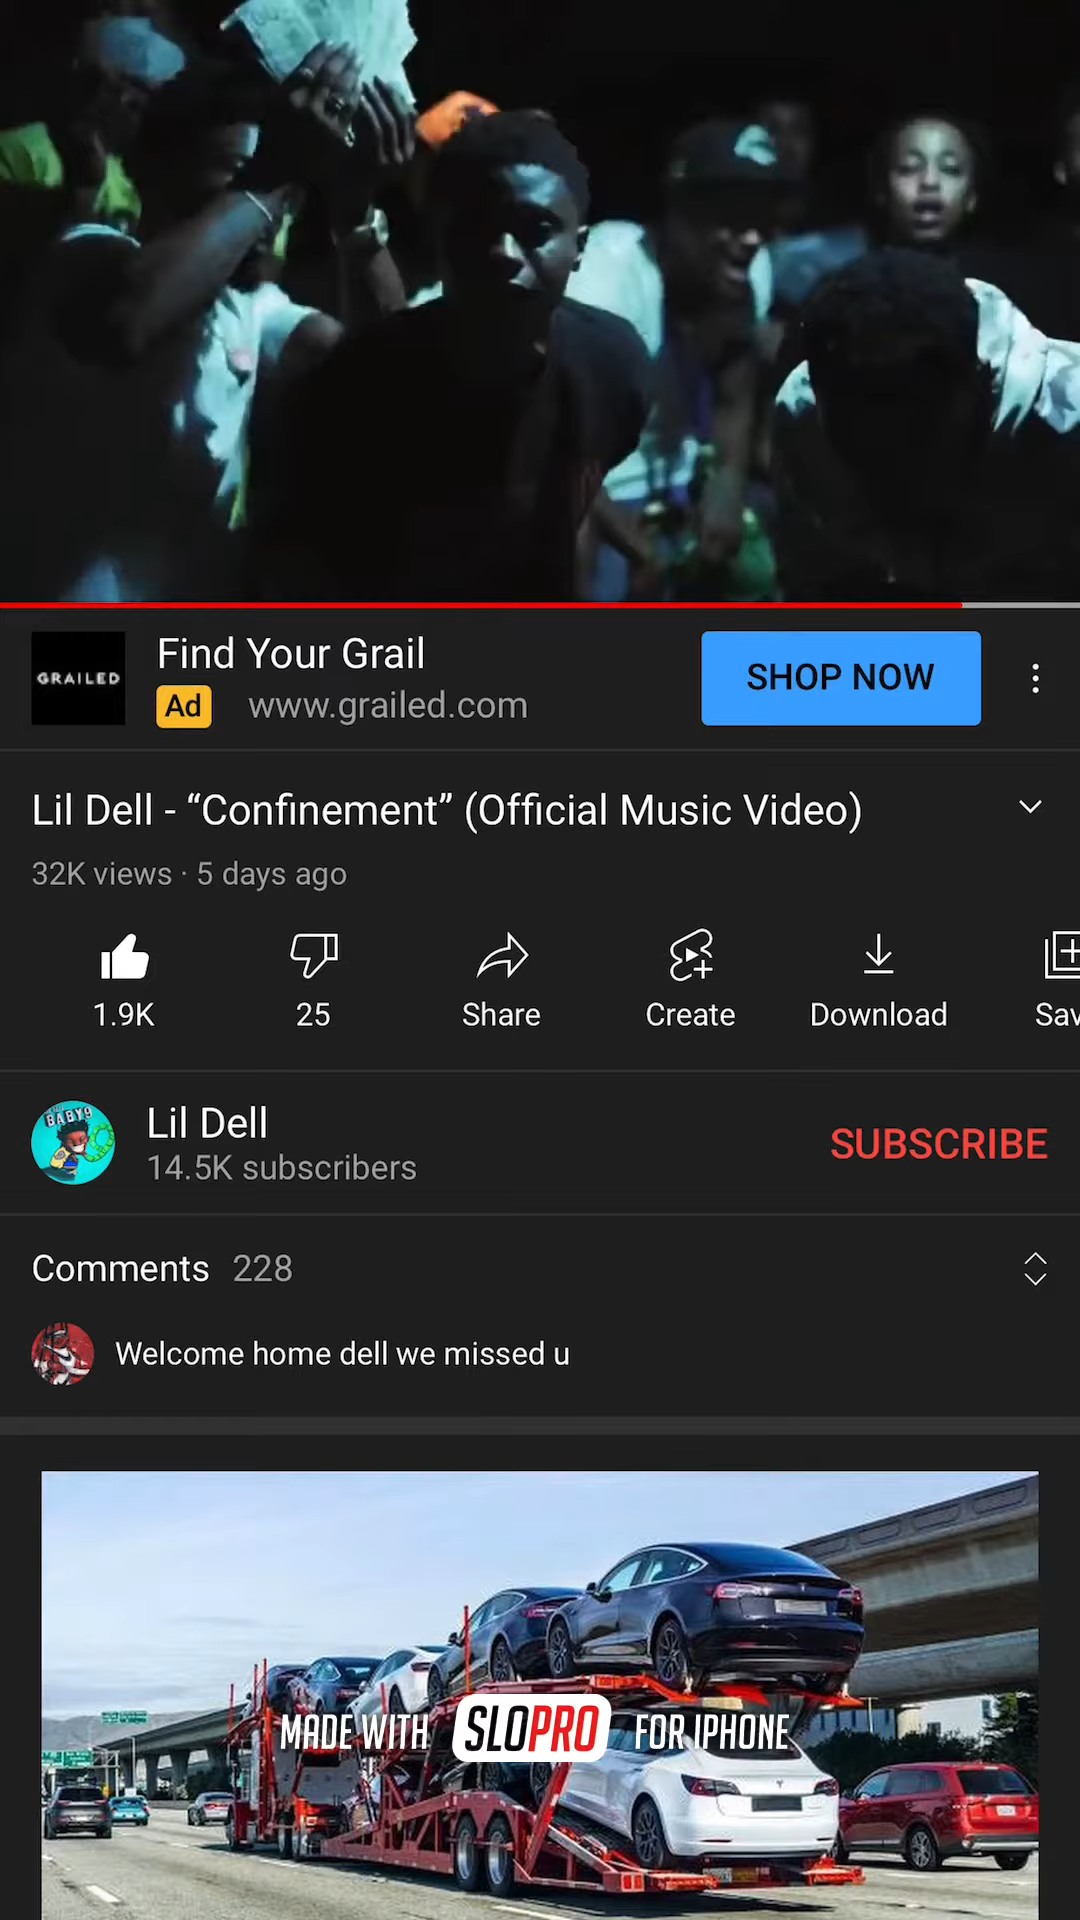 GRAILED
Find Your Grail
Ad www.grailed.com
SHOP NOW
Lil Dell - “Confinement” (Official Music Video)
32K views · 5 days ago
1.9K
25
Share
Create
Download
Sav
BABY9
Lil Dell
14.5K subscribers
SUBSCRIBE
Comments 228
Welcome home dell we missed u
MADE WITH SLOPRO FOR IPHONE